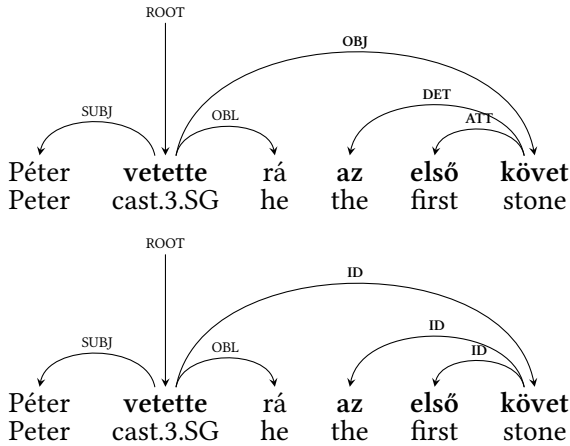 ROOT
OBJ
DET
SUBJ OBL ATT
Péter vetette rá az első követ
Peter cast.3.SG he the first stone
ROOT
ID
ID
SUBJ OBL ID
Péter vetette rá az első követ
Peter cast.3.SG he the first stone